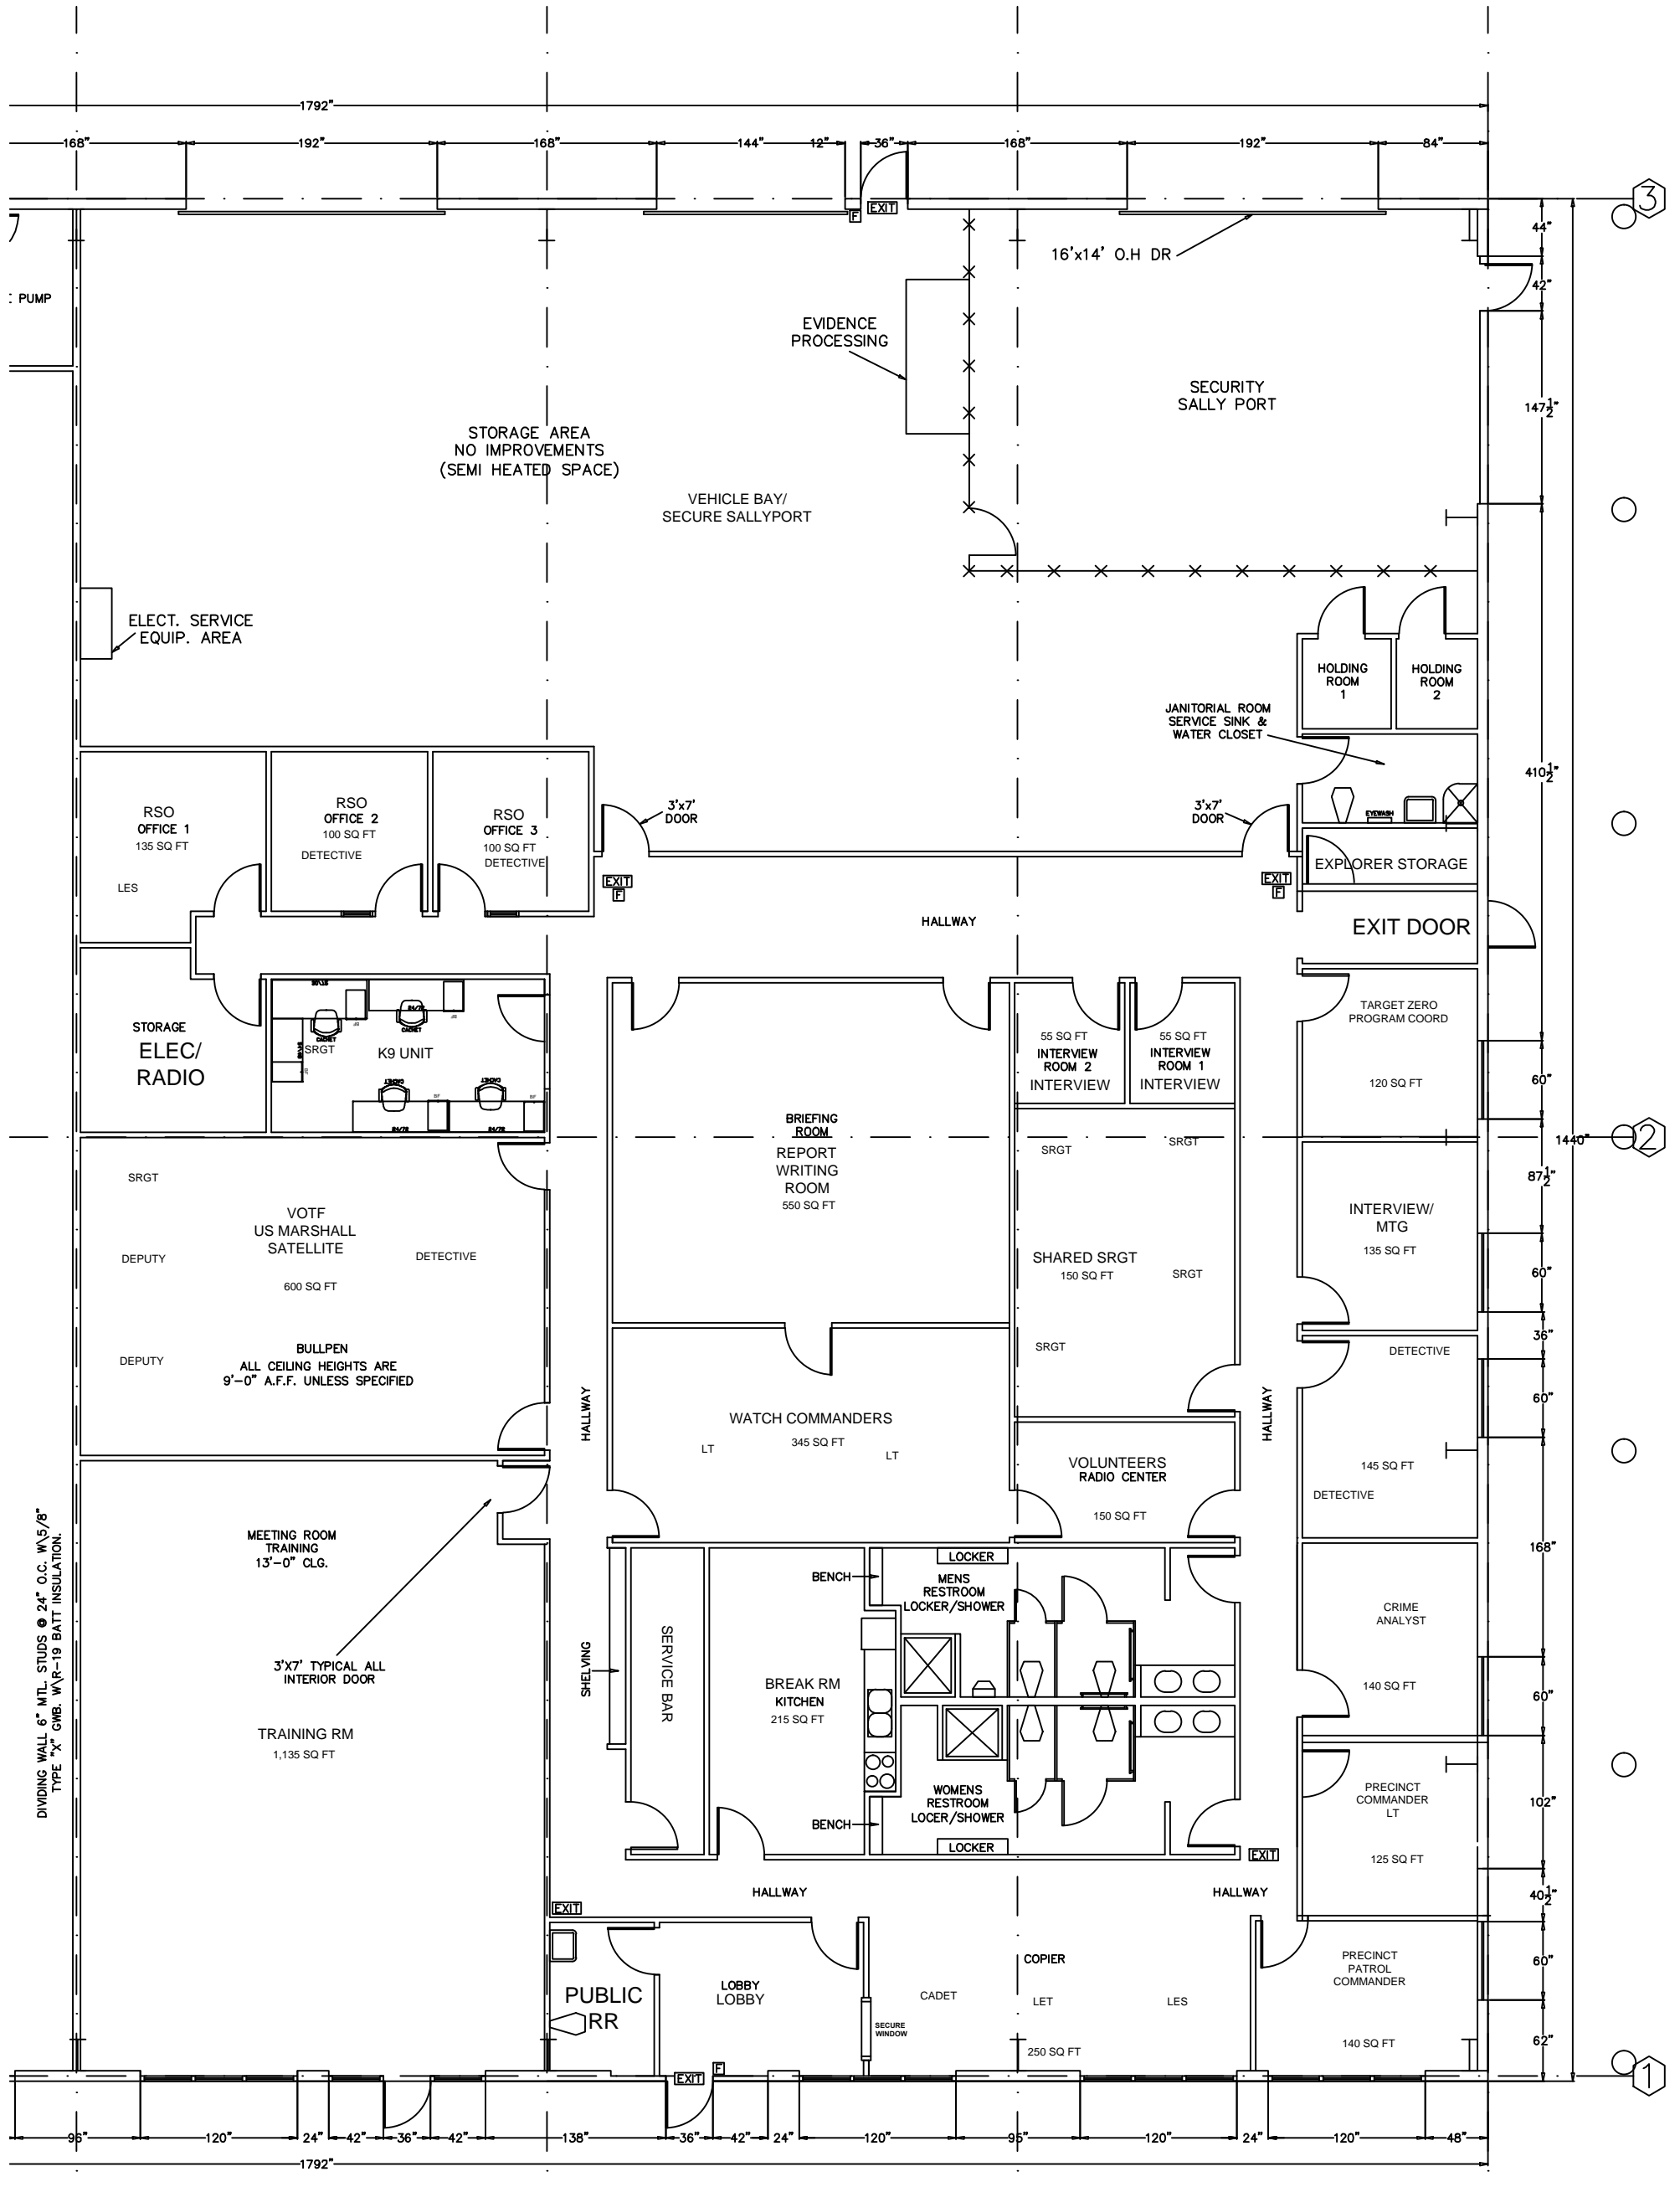 1792"
168"
192"
168"
144"
12"
36"
168"
192"
84"
3
EXIT
F
16'x14' O.H DR
44"
42"
PUMP
EVIDENCE
PROCESSING
SECURITY
SALLY PORT
147½"
STORAGE AREA
NO IMPROVEMENTS
(SEMI HEATED SPACE)
VEHICLE BAY/
SECURE SALLYPORT
ELECT. SERVICE
EQUIP. AREA
HOLDING
ROOM
1
HOLDING
ROOM
2
JANITORIAL ROOM
SERVICE SINK &
WATER CLOSET
410½"
EYEWASH
RSO
OFFICE 1
135 SQ FT
LES
RSO
OFFICE 2
100 SQ FT
DETECTIVE
RSO
OFFICE 3
100 SQ FT
DETECTIVE
3'x7'
DOOR
3'x7'
DOOR
EXIT
F
EXIT
F
EXPLORER STORAGE
HALLWAY
EXIT DOOR
STORAGE
ELEC/
RADIO
SRGT
K9 UNIT
55 SQ FT
INTERVIEW
ROOM 2
INTERVIEW
55 SQ FT
INTERVIEW
ROOM 1
INTERVIEW
TARGET ZERO
PROGRAM COORD
120 SQ FT
60"
BRIEFING
ROOM
REPORT
WRITING
ROOM
550 SQ FT
SRGT
SRGT
1440"
2
87½"
SRGT
VOTF
US MARSHALL
SATELLITE
DEPUTY
DETECTIVE
600 SQ FT
INTERVIEW/
MTG
135 SQ FT
SHARED SRGT
150 SQ FT
SRGT
60"
BULLPEN
ALL CEILING HEIGHTS ARE
9'-0" A.F.F. UNLESS SPECIFIED
DEPUTY
SRGT
DETECTIVE
36"
60"
HALLWAY
HALLWAY
WATCH COMMANDERS
345 SQ FT
LT
LT
VOLUNTEERS
RADIO CENTER
150 SQ FT
145 SQ FT
DETECTIVE
DIVIDING WALL 6" MTL. STUDS @ 24" O.C. W\5/8"
TYPE "X" GWB. W\R-19 BATT INSULATION.
MEETING ROOM
TRAINING
13'-0" CLG.
168"
LOCKER
BENCH
MENS
RESTROOM
LOCKER/SHOWER
CRIME
ANALYST
140 SQ FT
60"
3'X7' TYPICAL ALL
INTERIOR DOOR
SHELVING
SERVICE BAR
BREAK RM
KITCHEN
215 SQ FT
TRAINING RM
1,135 SQ FT
WOMENS
RESTROOM
LOCER/SHOWER
BENCH
LOCKER
PRECINCT
COMMANDER
LT
125 SQ FT
102"
EXIT
HALLWAY
HALLWAY
40½"
EXIT
PUBLIC
RR
LOBBY
LOBBY
COPIER
CADET
LET
LES
SECURE
WINDOW
250 SQ FT
PRECINCT
PATROL
COMMANDER
140 SQ FT
60"
62"
EXIT
F
1
96"
120"
24"
42"
36"
42"
138"
36"
42"
24"
120"
96"
120"
24"
120"
48"
1792"